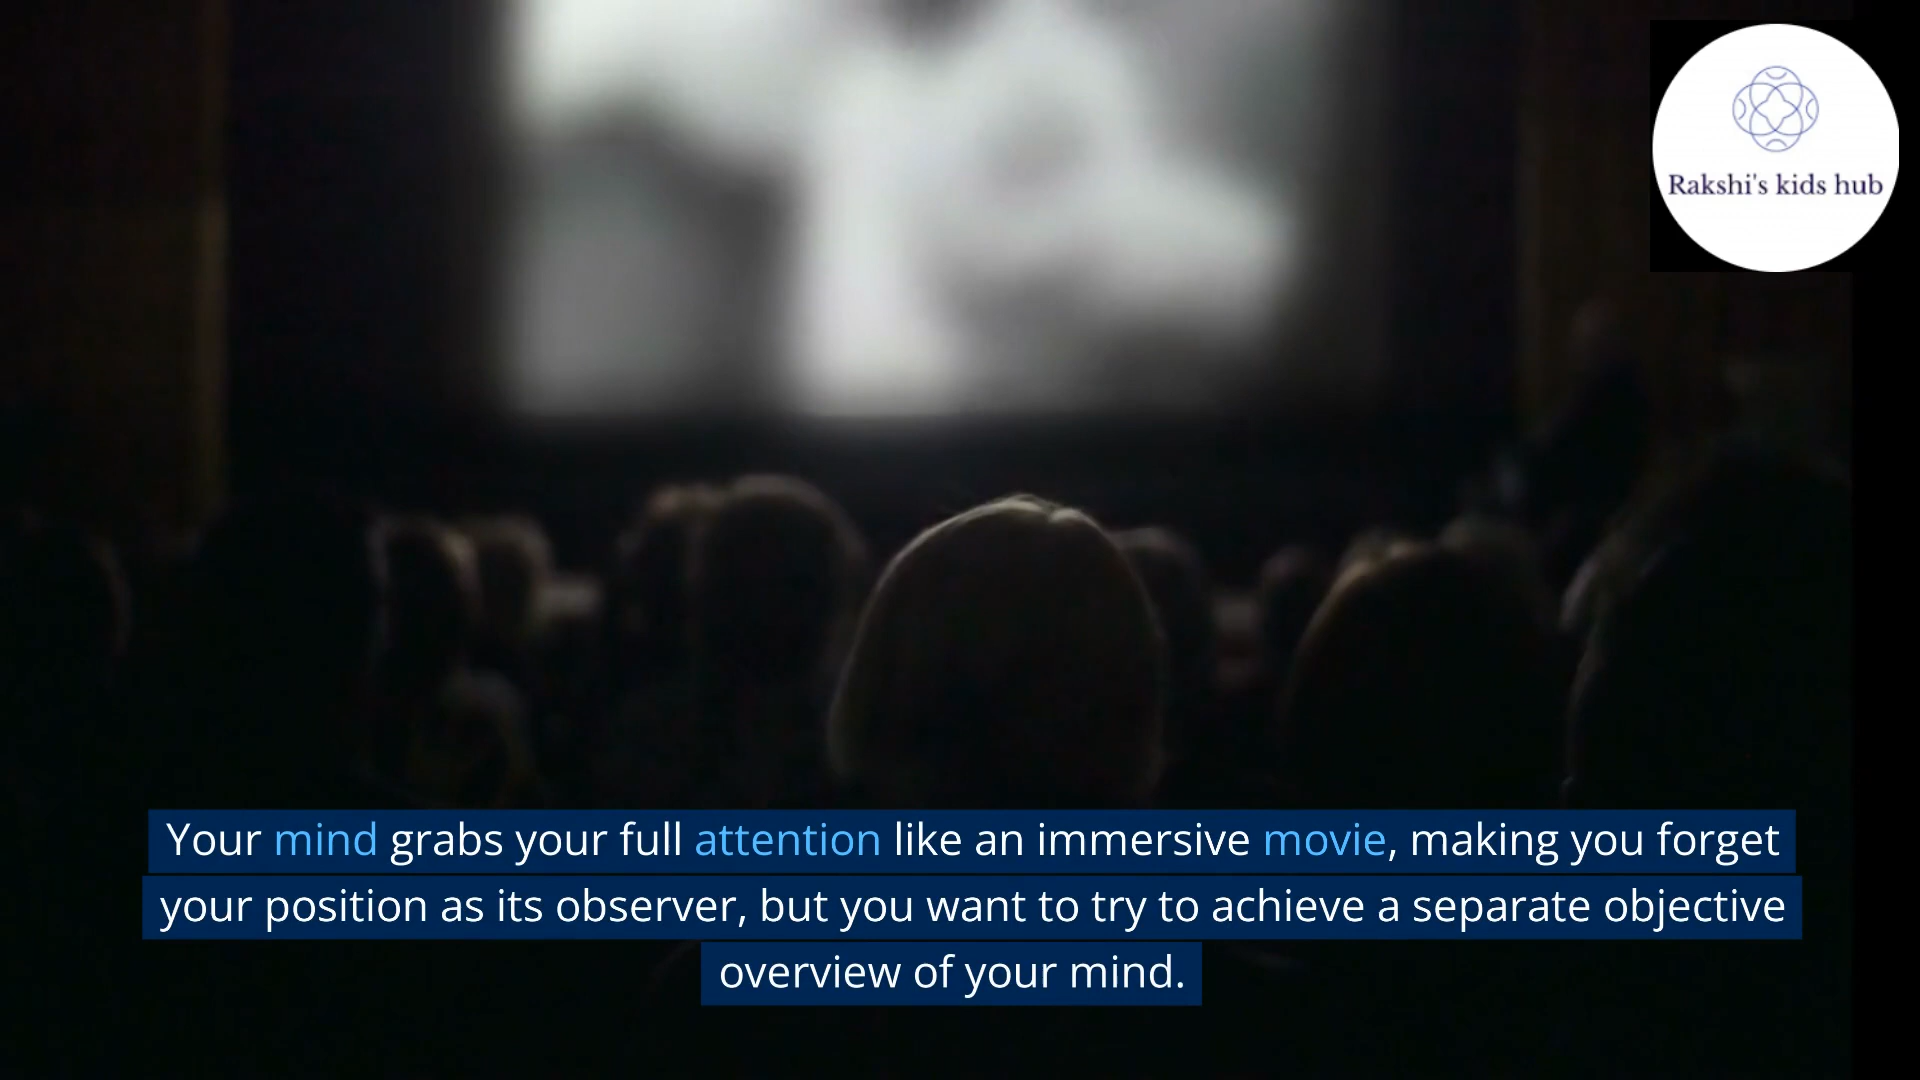 Rakshi's kids hub
Your mind grabs your full attention like an immersive movie, making you forget
your position as its observer, but you want to try to achieve a separate objective
overview of your mind.